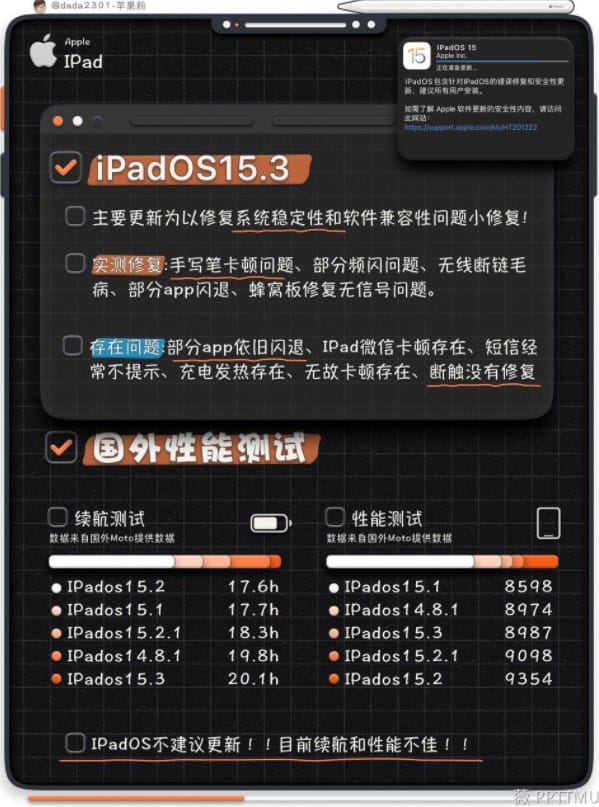 @dada2301-苹果粉
Apple
IPad
iPadOS 15
Apple Inc.
正在准备更新...
iPadOS包含针对iPadOS的错误修复和安全性更
新，建议所有用户安装。
如需了解 Apple 软件更新的安全性内容，请访问
此网站：
https://support.apple.com/kb/HT201222
iPadOS15.3
主要更新为以修复系统稳定性和软件兼容性问题小修复！
实测修复:手写笔卡顿问题、部分频闪问题、无线断链毛
病、部分app闪退、蜂窝板修复无信号问题。
存在问题:部分app依旧闪退、IPad微信卡顿存在、短信经
常不提示、充电发热存在、无故卡顿存在、断触没有修复
国外性能测试
续航测试
数据来自国外Moto提供数据
IPados15.2 17.6h
IPados15.1 17.7h
IPados15.2.1 18.3h
IPados14.8.1 19.8h
IPados15.3 20.1h
性能测试
数据来自国外Moto提供数据
IPados15.1 8598
IPados14.8.1 8974
IPados15.3 8987
IPados15.2.1 9098
IPados15.2 9354
IPadOS不建议更新！！目前续航和性能不佳！！
薇 PPTTMU